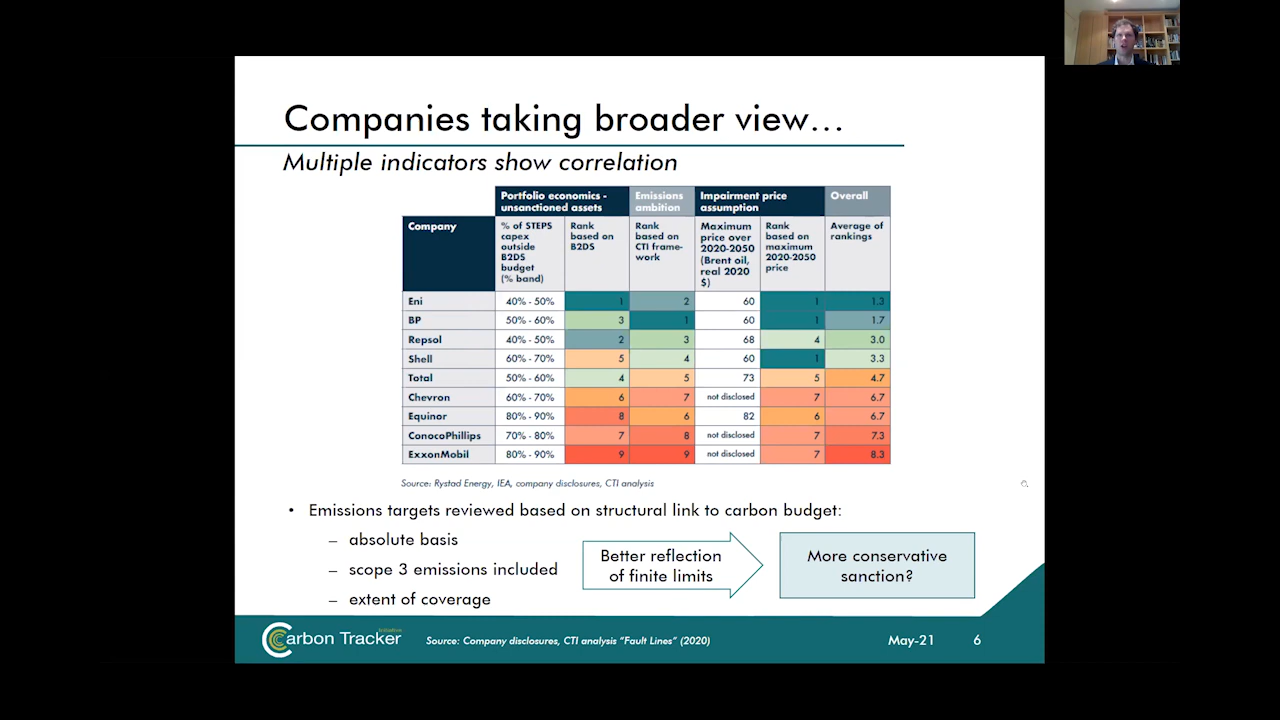 Companies taking broader view...
Multiple indicators show correlation
Portfolio economics - unsanctioned assets
Emissions ambition
Impairment price assumption
Overall
Company
% of STEPS capex outside B2DS budget (% band)
Rank based on B2DS
Rank based on CTI frame-work
Maximum price over 2020-2050 (Brent oil, real 2020 $)
Rank based on maximum 2020-2050 price
Average of rankings
Eni 40% - 50% 1 2 60 1 1.3
BP 50% - 60% 3 1 60 1 1.7
Repsol 40% - 50% 2 3 68 4 3.0
Shell 60% - 70% 5 4 60 1 3.3
Total 50% - 60% 4 5 73 5 4.7
Chevron 60% - 70% 6 7 not disclosed 7 6.7
Equinor 80% - 90% 8 6 82 6 6.7
ConocoPhillips 70% - 80% 7 8 not disclosed 7 7.3
ExxonMobil 80% - 90% 9 9 not disclosed 7 8.3
Source: Rystad Energy, IEA, company disclosures, CTI analysis
• Emissions targets reviewed based on structural link to carbon budget:
– absolute basis
– scope 3 emissions included
– extent of coverage
Better reflection
of finite limits
More conservative
sanction?
Carbon Tracker
Source: Company disclosures, CTI analysis "Fault Lines" (2020)
May-21 6